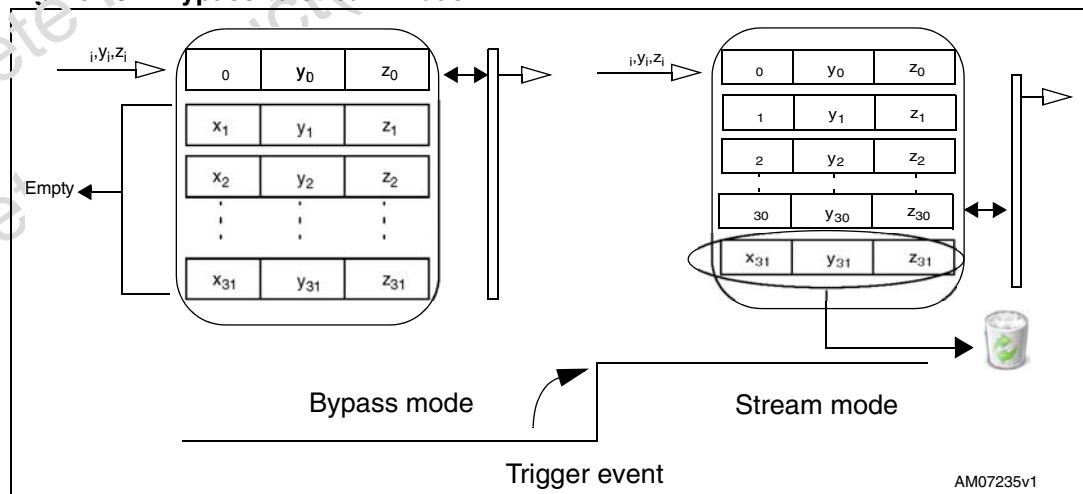 Bypass
i,yi,zi
0 y0 z0
x1 y1 z1
x2 y2 z2
x31 y31 z31
Empty
i,yi,zi
0 y0 z0
1 y1 z1
2 y2 z2
30 y30 z30
x31 y31 z31
Bypass mode
Stream mode
Trigger event
AM07235v1